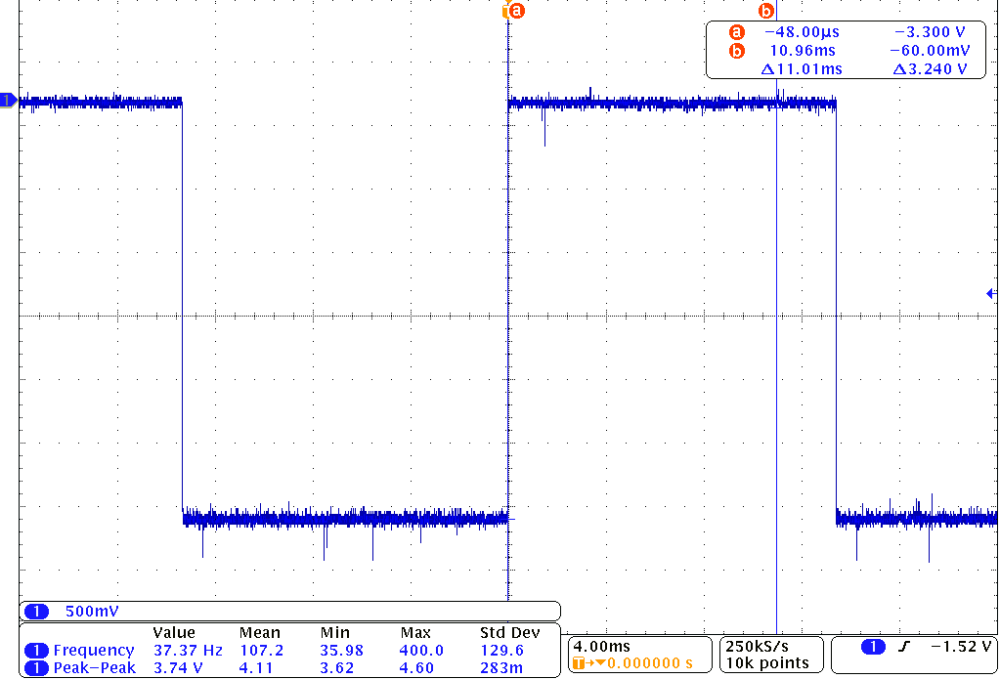 T a b
a −48.00µs −3.300 V
b 10.96ms −60.00mV
Δ11.01ms Δ3.240 V
1
1 500mV
Value Mean Min Max Std Dev
1 Frequency 37.37 Hz 107.2 35.98 400.0 129.6
1 Peak−Peak 3.74 V 4.11 3.62 4.60 283m
4.00ms
T→▼0.000000 s
250kS/s
10k points
1 ƒ −1.52 V